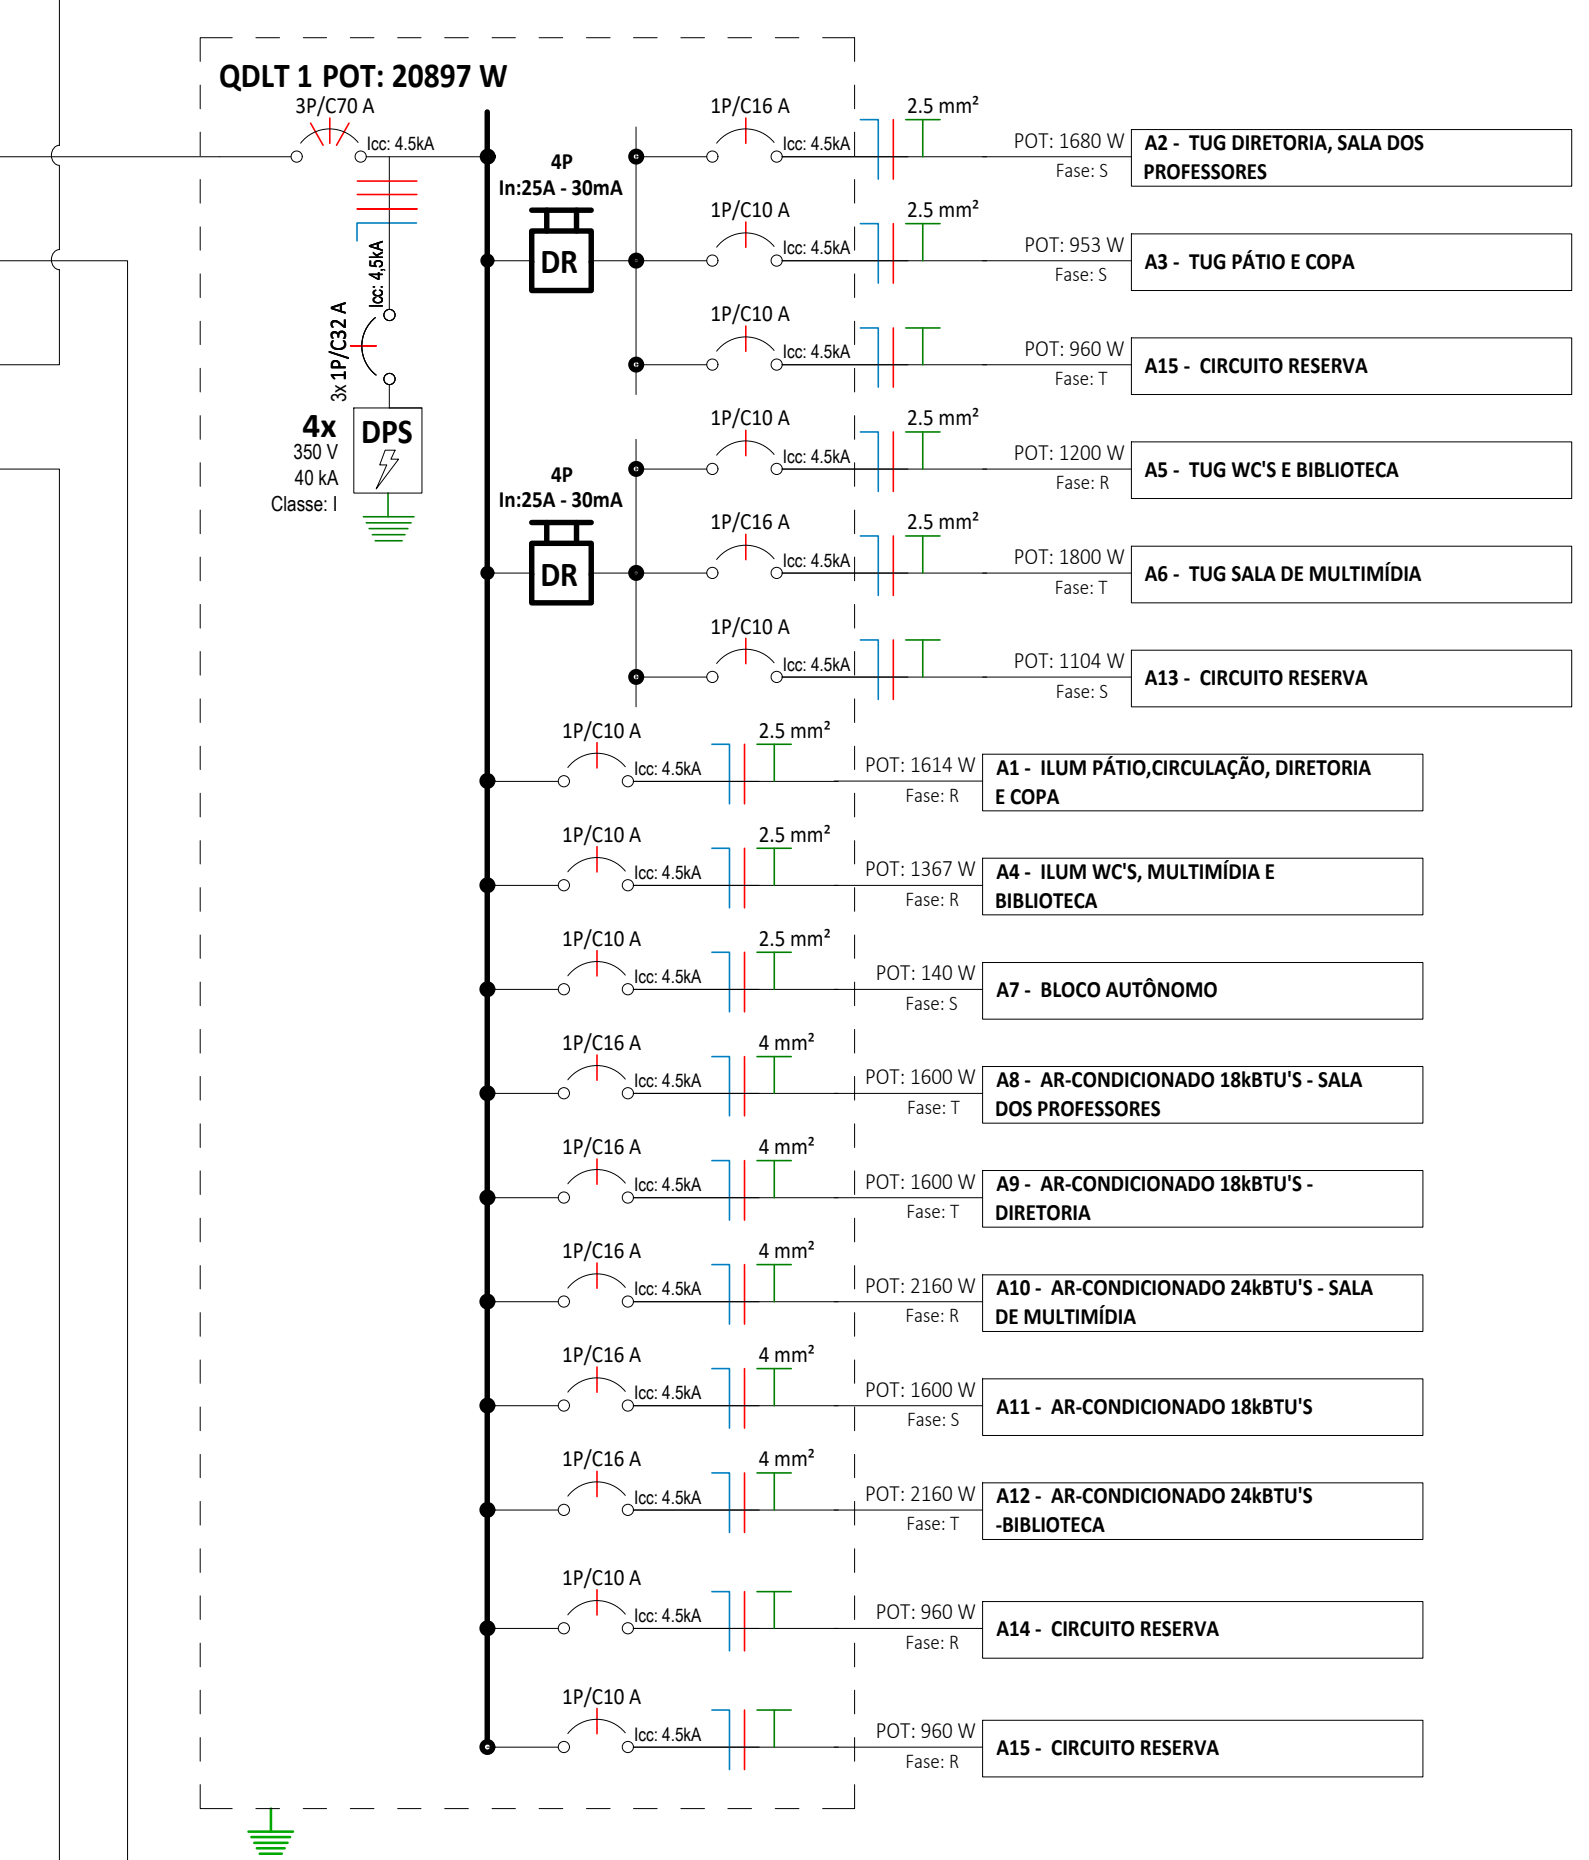 QDLT 1 POT: 20897 W
3P/C70 A
Icc: 4.5kA
Icc: 4,5kA
3x 1P/C32 A
4x
350 V
40 kA
Classe: I
DPS
4P
In:25A - 30mA
DR
1P/C16 A
Icc: 4.5kA
2.5 mm²
POT: 1680 W
Fase: S
A2 - TUG DIRETORIA, SALA DOS
PROFESSORES
1P/C10 A
Icc: 4.5kA
2.5 mm²
POT: 953 W
Fase: S
A3 - TUG PÁTIO E COPA
1P/C10 A
Icc: 4.5kA
POT: 960 W
Fase: T
A15 - CIRCUITO RESERVA
4P
In:25A - 30mA
DR
1P/C10 A
Icc: 4.5kA
2.5 mm²
POT: 1200 W
Fase: R
A5 - TUG WC'S E BIBLIOTECA
1P/C16 A
Icc: 4.5kA
2.5 mm²
POT: 1800 W
Fase: T
A6 - TUG SALA DE MULTIMÍDIA
1P/C10 A
Icc: 4.5kA
POT: 1104 W
Fase: S
A13 - CIRCUITO RESERVA
1P/C10 A
Icc: 4.5kA
2.5 mm²
POT: 1614 W
Fase: R
A1 - ILUM PÁTIO,CIRCULAÇÃO, DIRETORIA
E COPA
1P/C10 A
Icc: 4.5kA
2.5 mm²
POT: 1367 W
Fase: R
A4 - ILUM WC'S, MULTIMÍDIA E
BIBLIOTECA
1P/C10 A
Icc: 4.5kA
2.5 mm²
POT: 140 W
Fase: S
A7 - BLOCO AUTÔNOMO
1P/C16 A
Icc: 4.5kA
4 mm²
POT: 1600 W
Fase: T
A8 - AR-CONDICIONADO 18kBTU'S - SALA
DOS PROFESSORES
1P/C16 A
Icc: 4.5kA
4 mm²
POT: 1600 W
Fase: T
A9 - AR-CONDICIONADO 18kBTU'S -
DIRETORIA
1P/C16 A
Icc: 4.5kA
4 mm²
POT: 2160 W
Fase: R
A10 - AR-CONDICIONADO 24kBTU'S - SALA
DE MULTIMÍDIA
1P/C16 A
Icc: 4.5kA
4 mm²
POT: 1600 W
Fase: S
A11 - AR-CONDICIONADO 18kBTU'S
1P/C16 A
Icc: 4.5kA
4 mm²
POT: 2160 W
Fase: T
A12 - AR-CONDICIONADO 24kBTU'S
-BIBLIOTECA
1P/C10 A
Icc: 4.5kA
POT: 960 W
Fase: R
A14 - CIRCUITO RESERVA
1P/C10 A
Icc: 4.5kA
POT: 960 W
Fase: R
A15 - CIRCUITO RESERVA